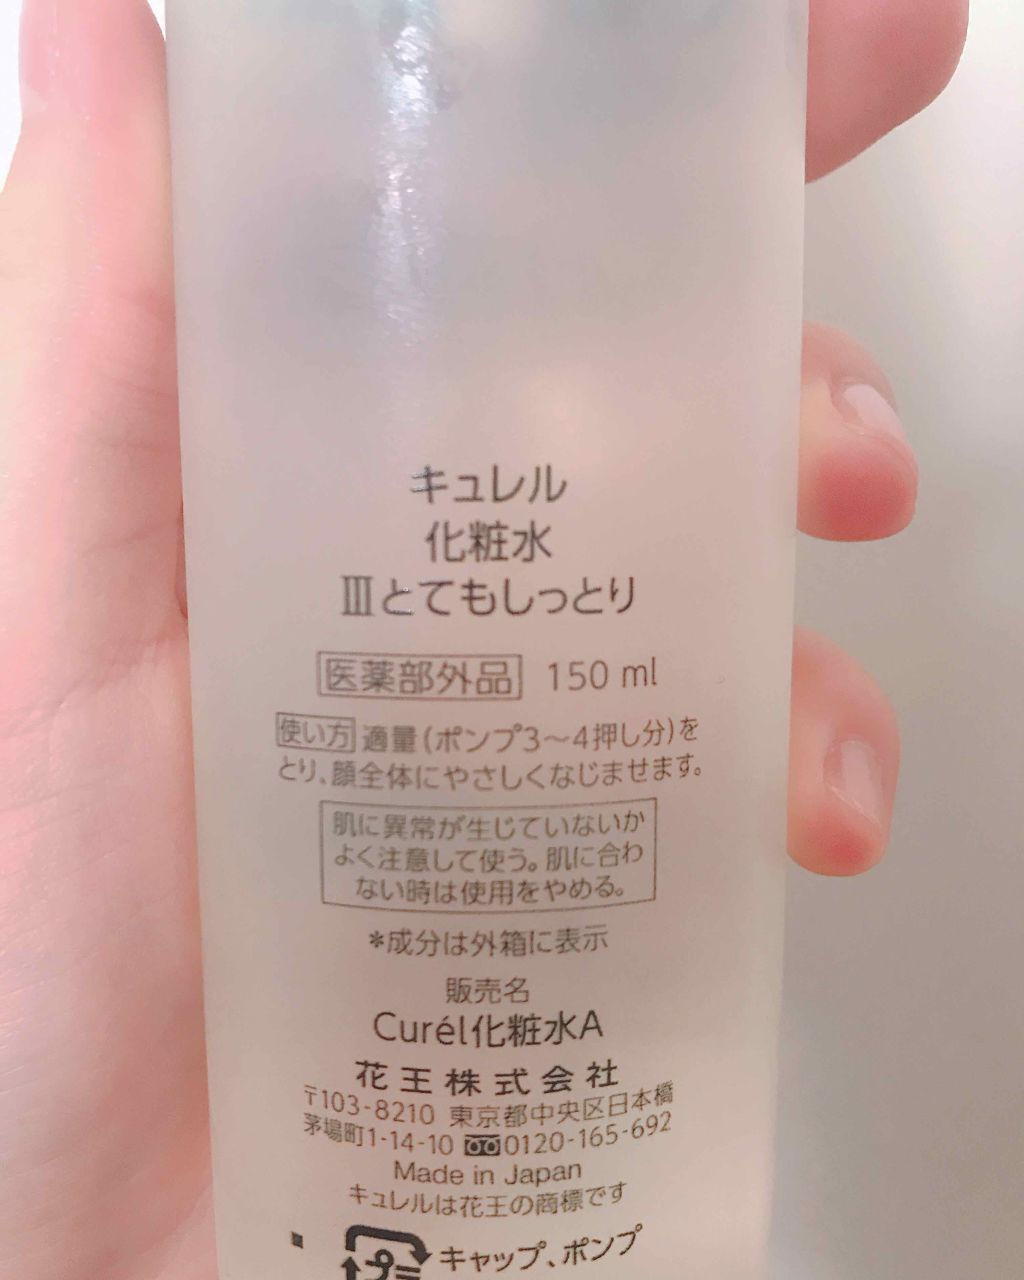 キュレル
化粧水
Ⅲとてもしっとり
医薬部外品 150 ml
使い方 適量(ポンプ3〜4押し分)を
とり、顔全体にやさしくなじませます。
肌に異常が生じていないか
よく注意して使う。肌に合わ
ない時は使用をやめる。
*成分は外箱に表示
販売名
Curél化粧水A
花王株式会社
〒103-8210 東京都中央区日本橋
茅場町1-14-10 0120-165-692
Made in Japan
キュレルは花王の商標です
プラ キャップ、ポンプ